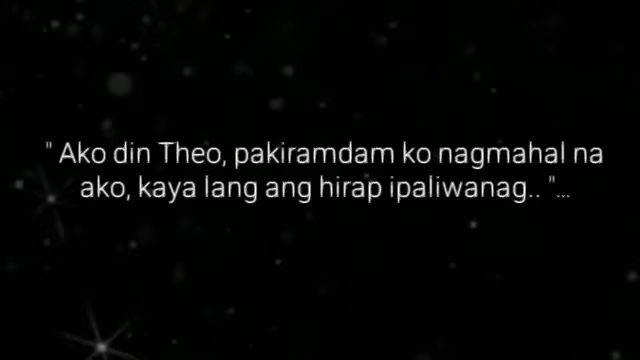 " Ako din Theo, pakiramdam ko nagmahal na
ako, kaya lang ang hirap ipaliwanag.. "...